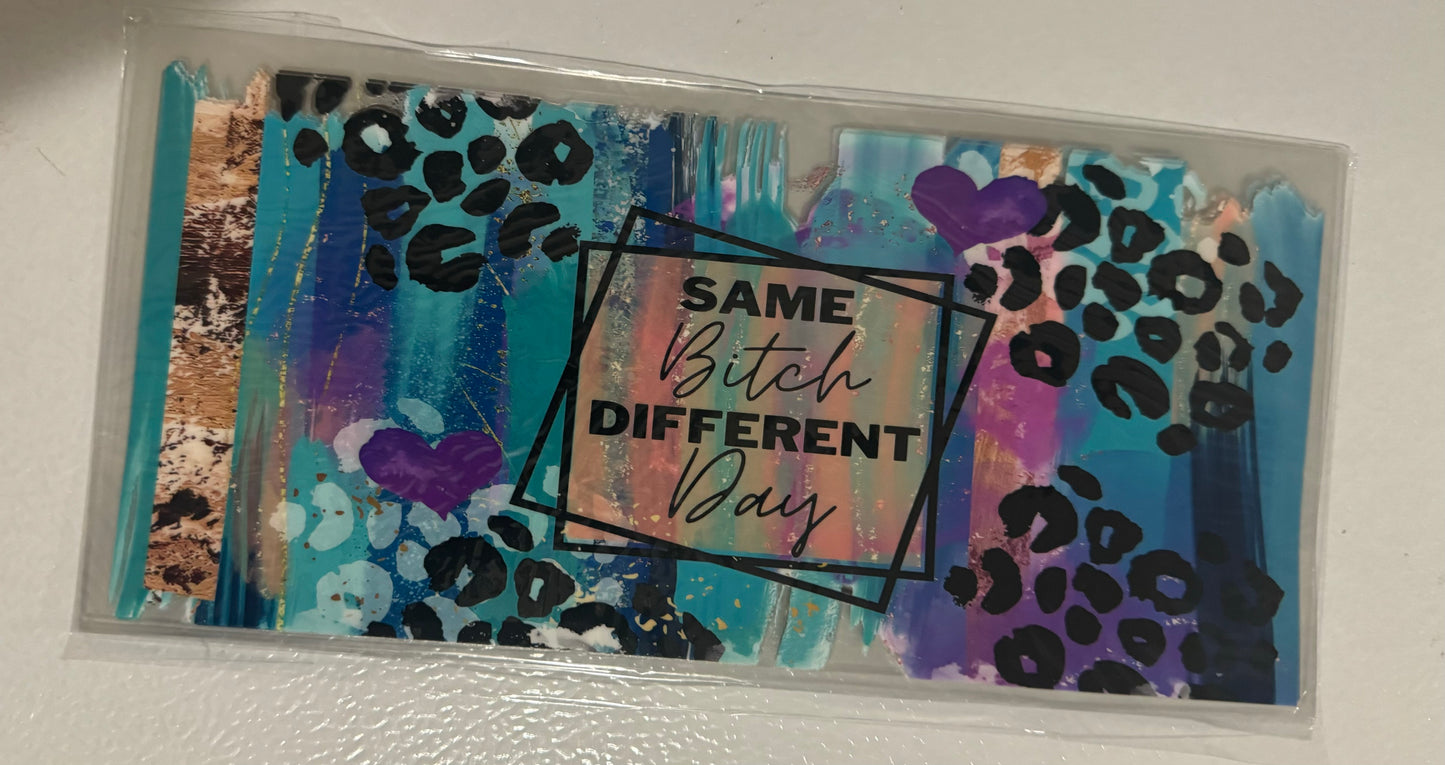 SAME
Bitch
DIFFERENT
Day